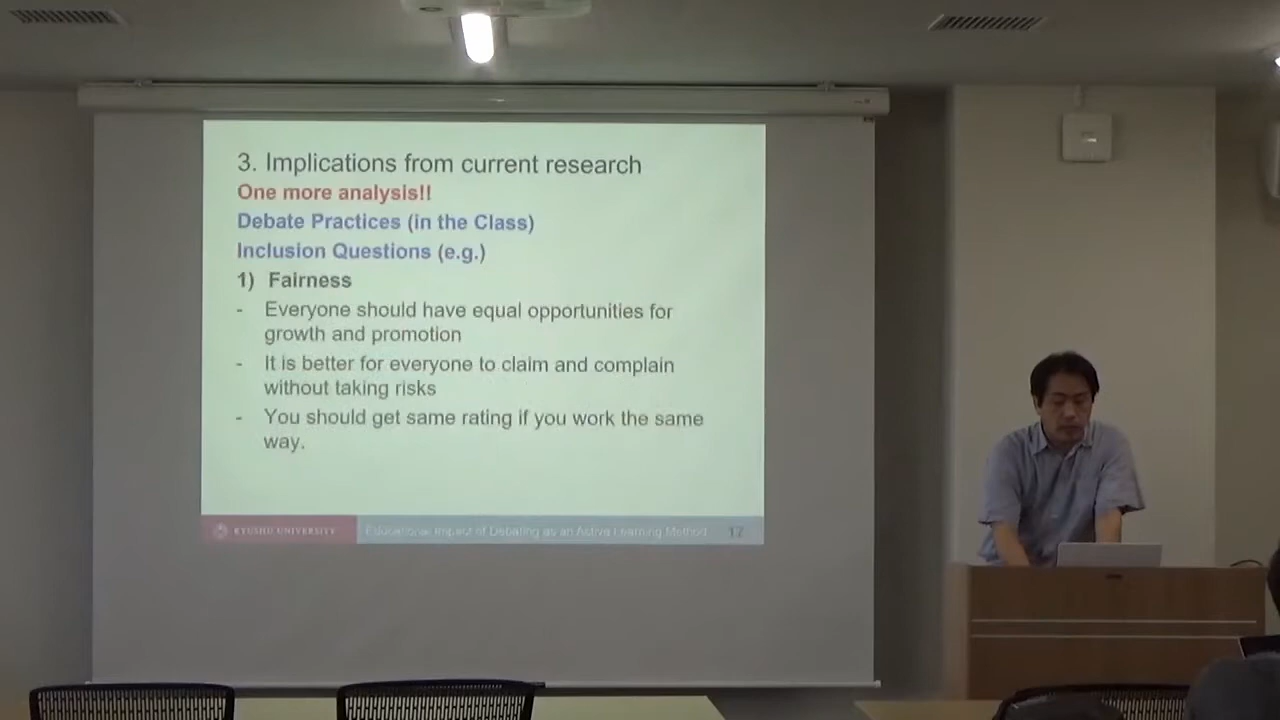 3. Implications from current research
One more analysis!!
Debate Practices (in the Class)
Inclusion Questions (e.g.)
1) Fairness
- Everyone should have equal opportunities for
growth and promotion
- It is better for everyone to claim and complain
without taking risks
- You should get same rating if you work the same
way.
KYUSHU UNIVERSITY
Educational Impact of Debating as an Active Learning Method
17